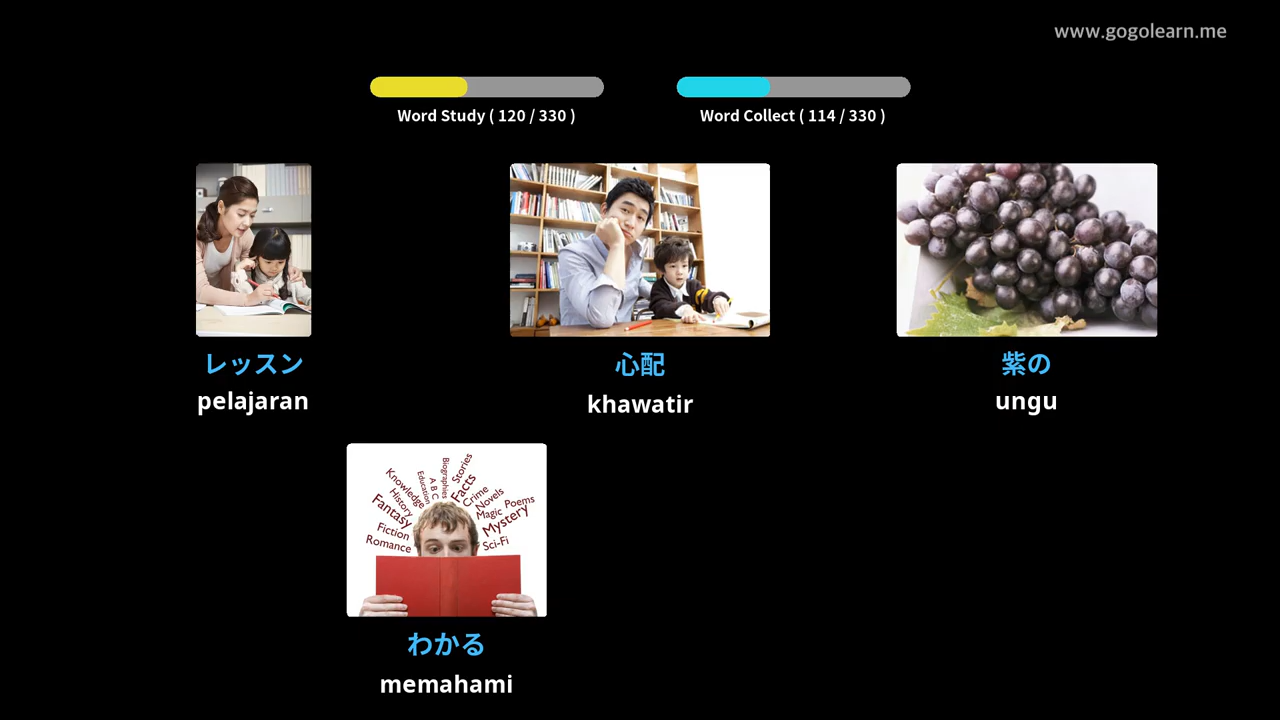 www.gogolearn.me
Word Study ( 120 / 330 )
Word Collect ( 114 / 330 )
レッスン
pelajaran
心配
khawatir
紫の
ungu
Knowledge
History
Fantasy
Fiction
Romance
Education
A B C
Biographies
Stories
Facts
Crime
Novels
Magic
Poems
Mystery
Sci-Fi
わかる
memahami